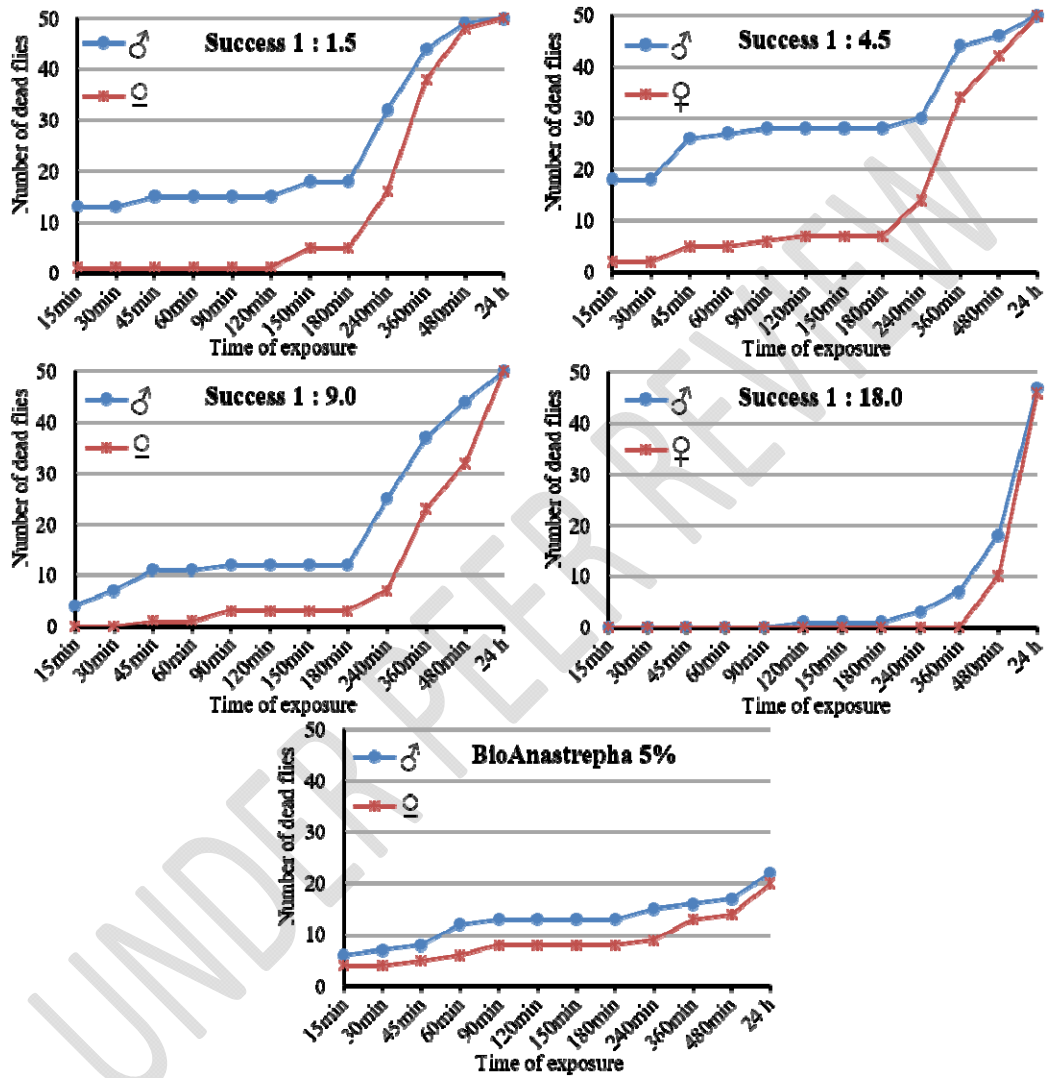 Success 1 : 1.5
♂
♀
Number of dead flies
50
40
30
20
10
0
15min
30min
45min
60min
90min
120min
150min
180min
240min
360min
480min
24 h
Time of exposure
Success 1 : 4.5
♂
♀
Number of dead flies
50
40
30
20
10
0
15min
30min
45min
60min
90min
120min
150min
180min
240min
360min
480min
24 h
Time of exposure
Success 1 : 9.0
♂
♀
Number of dead flies
50
40
30
20
10
0
15min
30min
45min
60min
90min
120min
150min
180min
240min
360min
480min
24 h
Time of exposure
Success 1 : 18.0
♂
♀
Number of dead flies
50
40
30
20
10
0
15min
30min
45min
60min
90min
120min
150min
180min
240min
360min
480min
24 h
Time of exposure
BioAnastrepha 5%
♂
♀
Number of dead flies
50
40
30
20
10
0
15min
30min
45min
60min
90min
120min
150min
180min
240min
360min
480min
24 h
Time of exposure
UNDER PEER REVIEW